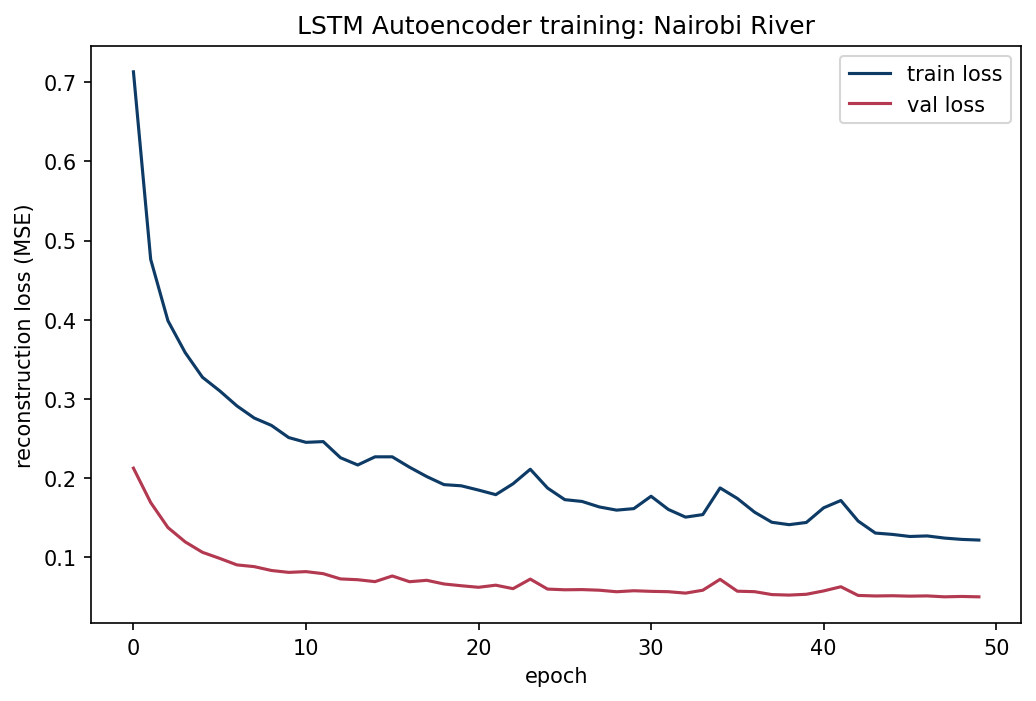 LSTM Autoencoder training: Nairobi River
train loss
val loss
reconstruction loss (MSE)
0.7
0.6
0.5
0.4
0.3
0.2
0.1
0 10 20 30 40 50
epoch